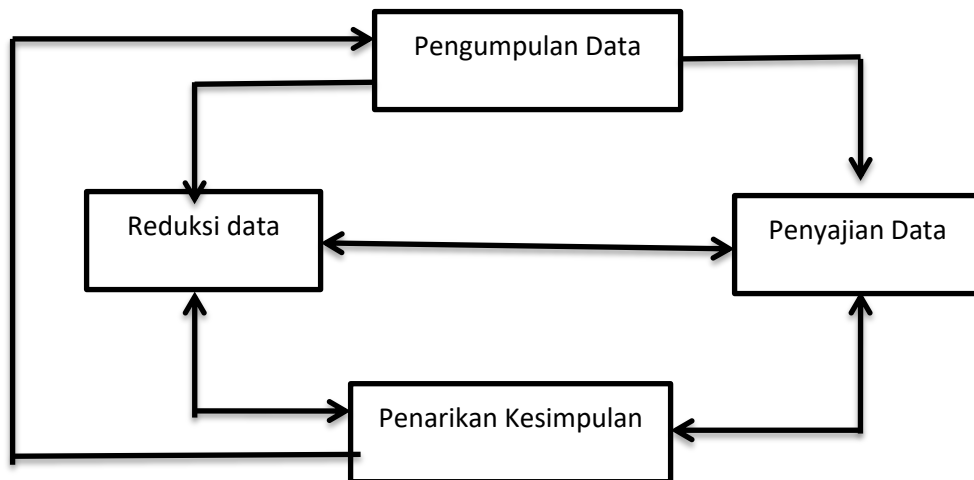 Pengumpulan Data
Reduksi data
Penyajian Data
Penarikan Kesimpulan